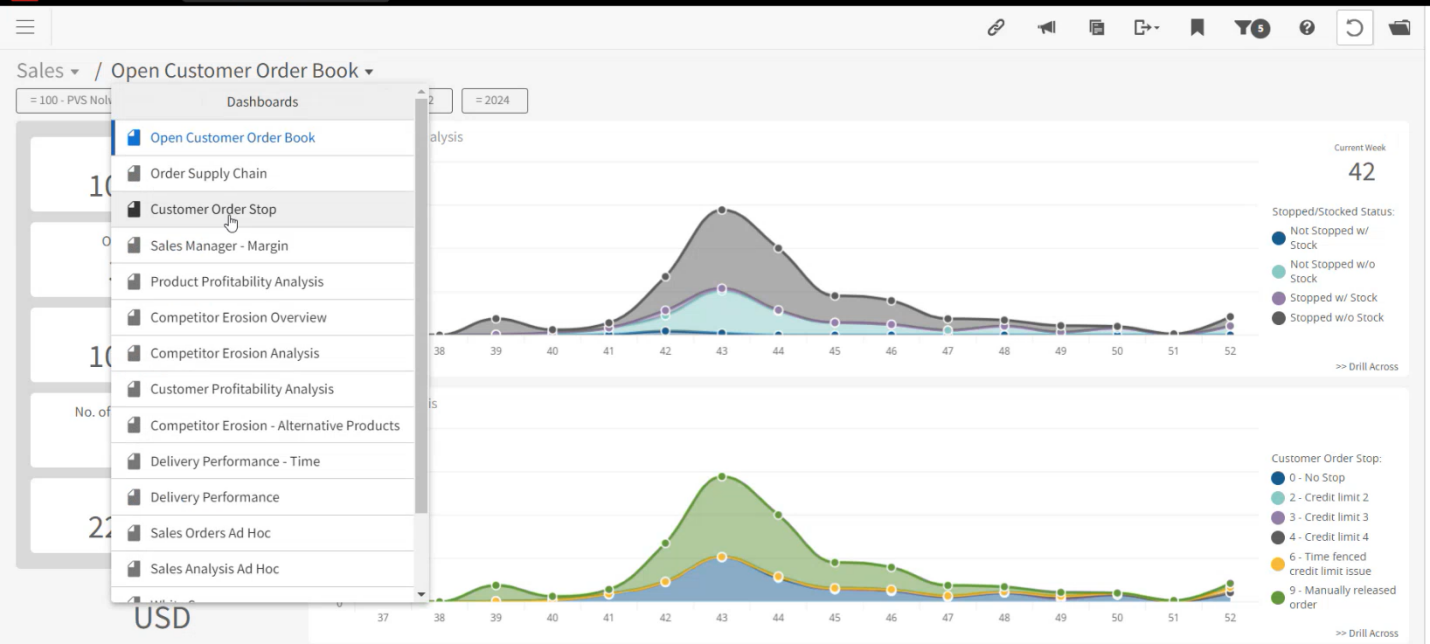 5
Sales / Open Customer Order Book
= 100 - PVS
2
= 2024
Dashboards
Open Customer Order Book
Order Supply Chain
Customer Order Stop
Sales Manager - Margin
Product Profitability Analysis
Competitor Erosion Overview
Competitor Erosion Analysis
Customer Profitability Analysis
Competitor Erosion - Alternative Products
Delivery Performance - Time
Delivery Performance
Sales Orders Ad Hoc
Sales Analysis Ad Hoc
10
O
10
No. of
22
USD
alysis
38 39 40 41 42 43 44 45 46 47 48 49 50 51 52
Current Week
42
Stopped/Stocked Status:
Not Stopped w/
Stock
Not Stopped w/o
Stock
Stopped w/ Stock
Stopped w/o Stock
>> Drill Across
is
0
37 38 39 40 41 42 43 44 45 46 47 48 49 50 51 52
Customer Order Stop:
0 - No Stop
2 - Credit limit 2
3 - Credit limit 3
4 - Credit limit 4
6 - Time fenced
credit limit issue
9 - Manually released
order
>> Drill Across